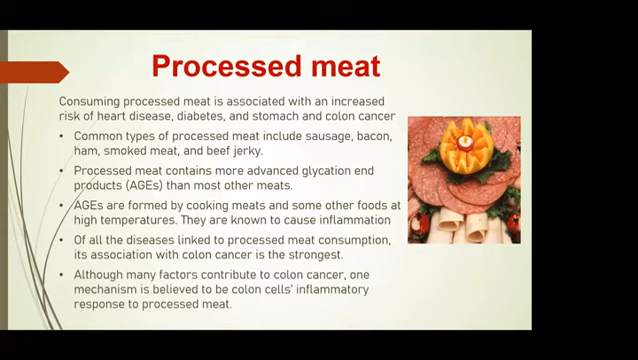 Processed meat
Consuming processed meat is associated with an increased
risk of heart disease, diabetes, and stomach and colon cancer
• Common types of processed meat include sausage, bacon,
ham, smoked meat, and beef jerky.
• Processed meat contains more advanced glycation end
products (AGEs) than most other meats.
• AGEs are formed by cooking meats and some other foods at
high temperatures. They are known to cause inflammation
• Of all the diseases linked to processed meat consumption,
its association with colon cancer is the strongest.
• Although many factors contribute to colon cancer, one
mechanism is believed to be colon cells' inflammatory
response to processed meat.